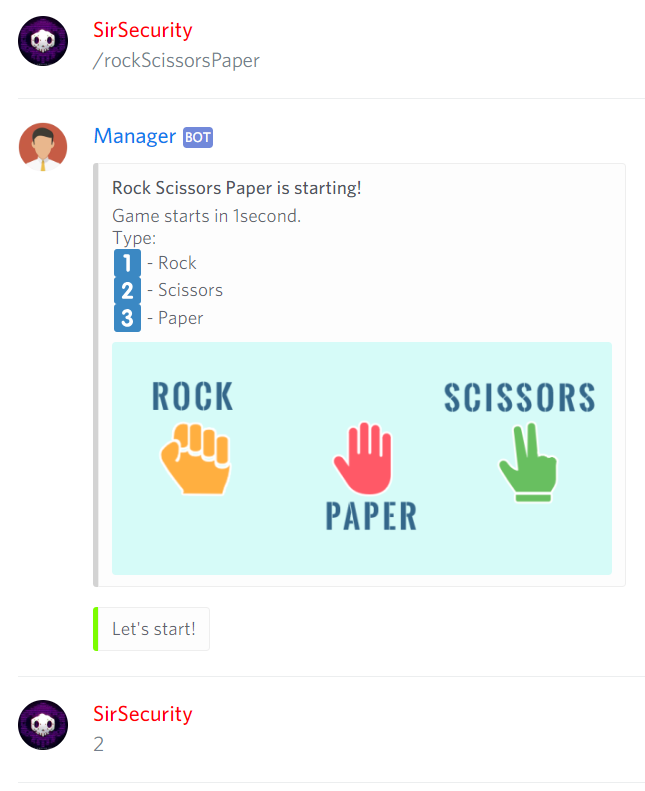 SirSecurity
/rockScissorsPaper
Manager BOT
Rock Scissors Paper is starting!
Game starts in 1second.
Type:
1 - Rock
2 - Scissors
3 - Paper
ROCK
SCISSORS
PAPER
Let's start!
SirSecurity
2